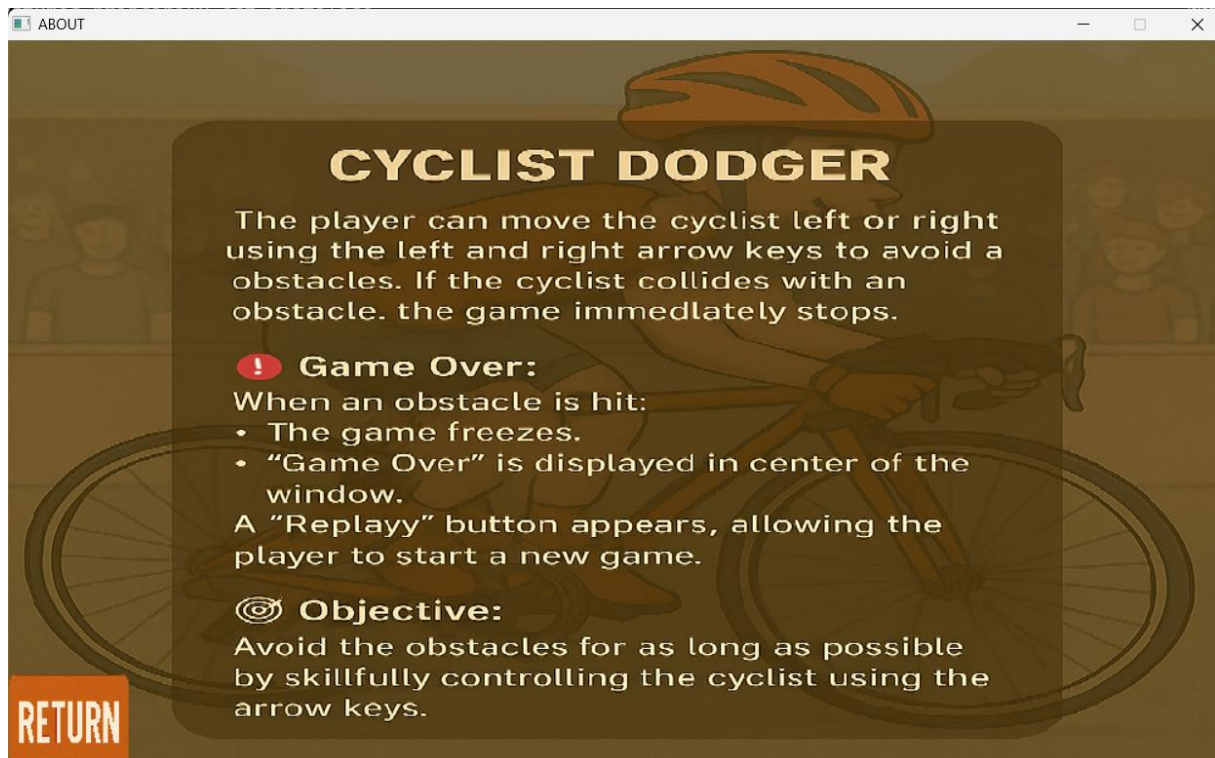 ABOUT
CYCLIST DODGER
The player can move the cyclist left or right
using the left and right arrow keys to avoid a
obstacles. If the cyclist collides with an
obstacle. the game immedlately stops.
! Game Over:
When an obstacle is hit:
• The game freezes.
• “Game Over” is displayed in center of the
window.
A “Replayy” button appears, allowing the
player to start a new game.
Objective:
Avoid the obstacles for as long as possible
by skillfully controlling the cyclist using the
arrow keys.
RETURN